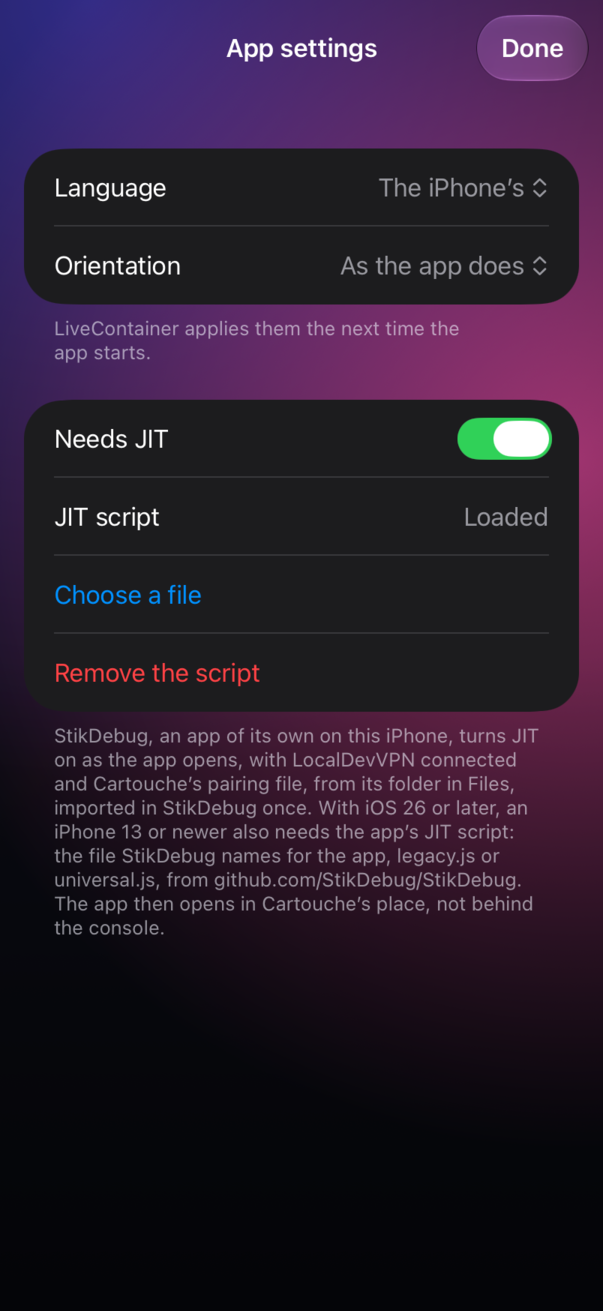 App settings
Done
Language
The iPhone’s
Orientation
As the app does
LiveContainer applies them the next time the
app starts.
Needs JIT
JIT script
Loaded
Choose a file
Remove the script
StikDebug, an app of its own on this iPhone, turns JIT
on as the app opens, with LocalDevVPN connected
and Cartouche’s pairing file, from its folder in Files,
imported in StikDebug once. With iOS 26 or later, an
iPhone 13 or newer also needs the app’s JIT script:
the file StikDebug names for the app, legacy.js or
universal.js, from github.com/StikDebug/StikDebug.
The app then opens in Cartouche’s place, not behind
the console.